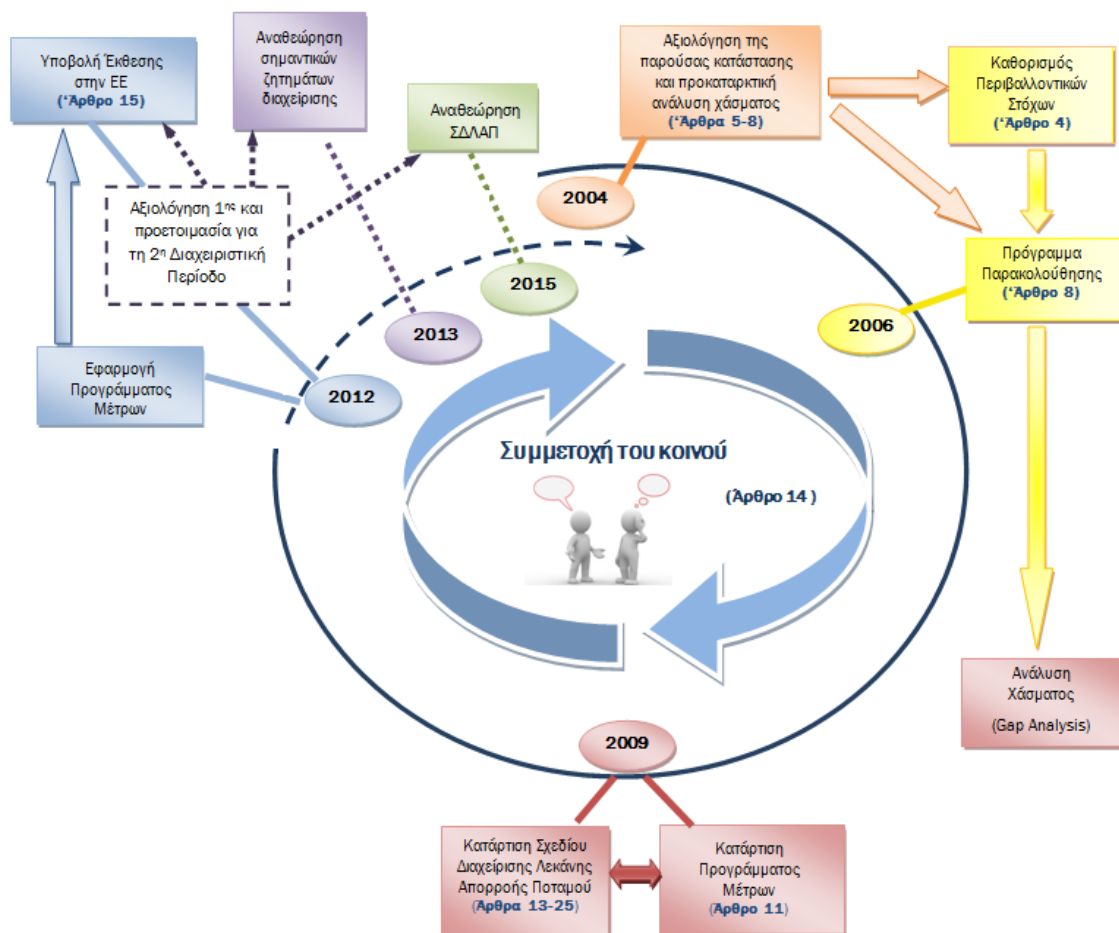 Υποβολή Έκθεσης
στην ΕΕ
(‘Άρθρο 15)
Αναθεώρηση
σημαντικών
ζητημάτων
διαχείρισης
Αναθεώρηση
ΣΔΛΑΠ
Αξιολόγηση της
παρούσας κατάστασης
και προκαταρκτική
ανάλυση χάσματος
(‘Άρθρα 5-8)
Καθορισμός
Περιβαλλοντικών
Στόχων
(‘Άρθρο 4)
Αξιολόγηση 1ης και
προετοιμασία για
τη 2η Διαχειριστική
Περίοδο
2004
Πρόγραμμα
Παρακολούθησης
(‘Άρθρο 8)
2015
2013
2006
Εφαρμογή
Προγράμματος
Μέτρων
2012
Συμμετοχή του κοινού
(Άρθρο 14 )
Ανάλυση
Χάσματος
(Gap Analysis)
2009
Κατάρτιση Σχεδίου
Διαχείρισης Λεκάνης
Απορροής Ποταμού
(Άρθρα 13-25)
Κατάρτιση
Προγράμματος
Μέτρων
(Άρθρο 11)